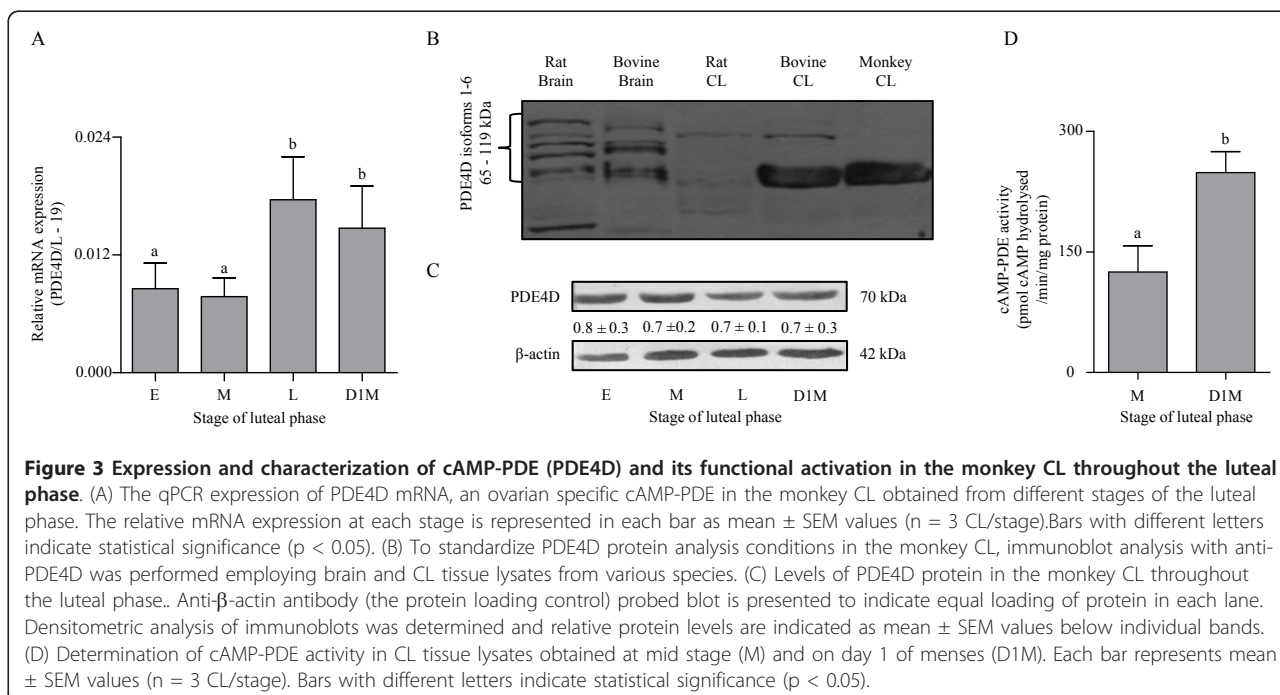 A
Relative mRNA expression
(PDE4D/L - 19)
0.024
0.012
0.000
a
a
b
b
E M L D1M
Stage of luteal phase
B
Rat Brain
Bovine Brain
Rat CL
Bovine CL
Monkey CL
PDE4D isoforms 1-6
65 - 119 kDa
C
PDE4D
70 kDa
0.8 ± 0.3 0.7 ±0.2 0.7 ± 0.1 0.7 ± 0.3
β-actin
42 kDa
E M L D1M
Stage of luteal phase
D
cAMP-PDE activity
(pmol cAMP hydrolysed
/min/mg protein)
300
150
0
a
b
M D1M
Stage of luteal phase
Figure 3 Expression and characterization of cAMP-PDE (PDE4D) and its functional activation in the monkey CL throughout the luteal
phase. (A) The qPCR expression of PDE4D mRNA, an ovarian specific cAMP-PDE in the monkey CL obtained from different stages of the luteal
phase. The relative mRNA expression at each stage is represented in each bar as mean ± SEM values (n = 3 CL/stage).Bars with different letters
indicate statistical significance (p < 0.05). (B) To standardize PDE4D protein analysis conditions in the monkey CL, immunoblot analysis with anti-
PDE4D was performed employing brain and CL tissue lysates from various species. (C) Levels of PDE4D protein in the monkey CL throughout
the luteal phase.. Anti-β-actin antibody (the protein loading control) probed blot is presented to indicate equal loading of protein in each lane.
Densitometric analysis of immunoblots was determined and relative protein levels are indicated as mean ± SEM values below individual bands.
(D) Determination of cAMP-PDE activity in CL tissue lysates obtained at mid stage (M) and on day 1 of menses (D1M). Each bar represents mean
± SEM values (n = 3 CL/stage). Bars with different letters indicate statistical significance (p < 0.05).